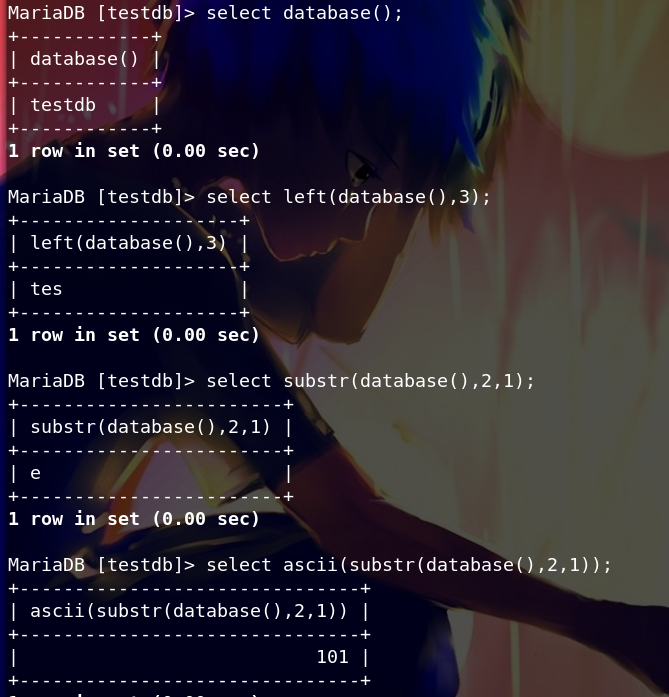 MariaDB [testdb]> select database();
+------------+
| database() |
+------------+
| testdb     |
+------------+
1 row in set (0.00 sec)
MariaDB [testdb]> select left(database(),3);
+--------------------+
| left(database(),3) |
+--------------------+
| tes                |
+--------------------+
1 row in set (0.00 sec)
MariaDB [testdb]> select substr(database(),2,1);
+------------------------+
| substr(database(),2,1) |
+------------------------+
| e                      |
+------------------------+
1 row in set (0.00 sec)
MariaDB [testdb]> select ascii(substr(database(),2,1));
+-------------------------------+
| ascii(substr(database(),2,1)) |
+-------------------------------+
|                           101 |
+-------------------------------+